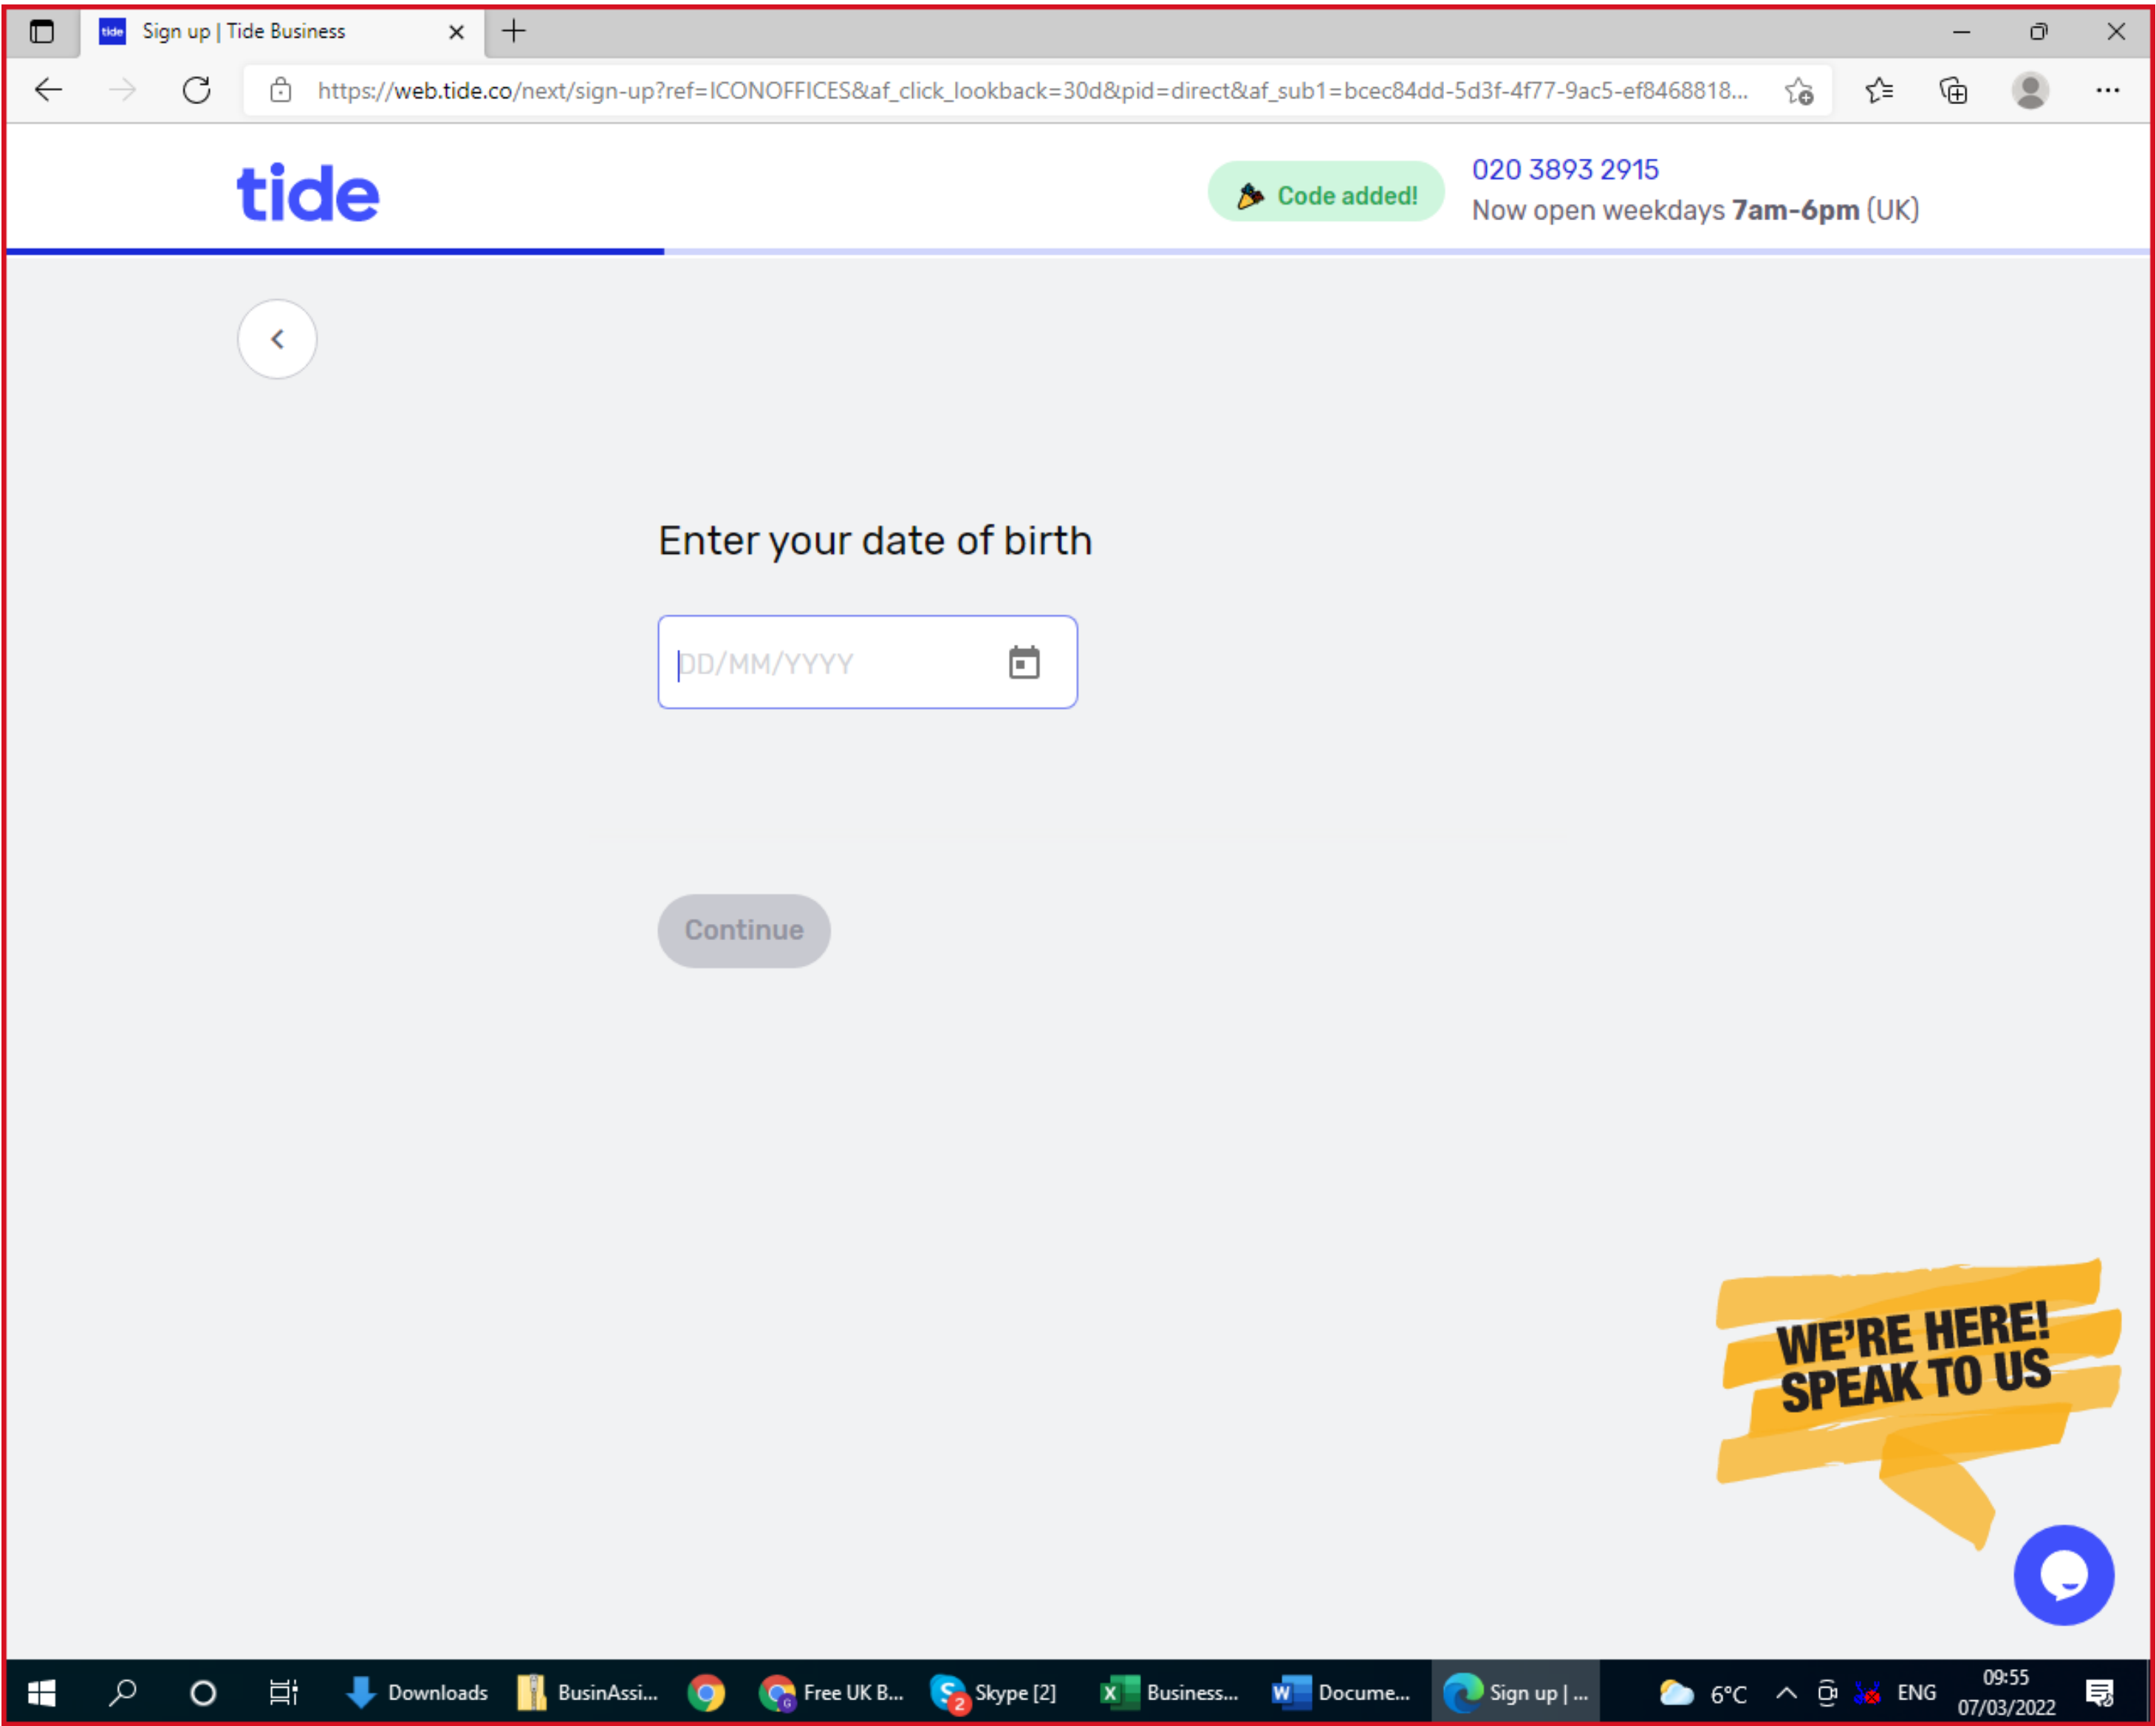 tide
Sign up | Tide Business
https://web.tide.co/next/sign-up?ref=ICONOFFICES&af_click_lookback=30d&pid=direct&af_sub1=bcec84dd-5d3f-4f77-9ac5-ef8468818...
tide
Code added!
020 3893 2915
Now open weekdays 7am-6pm (UK)
Enter your date of birth
DD/MM/YYYY
Continue
WE'RE HERE!
SPEAK TO US
Downloads
BusinAssi...
G
Free UK B...
S
2
Skype [2]
X
Business...
W
Docume...
Sign up | ...
6°C
ENG
09:55
07/03/2022